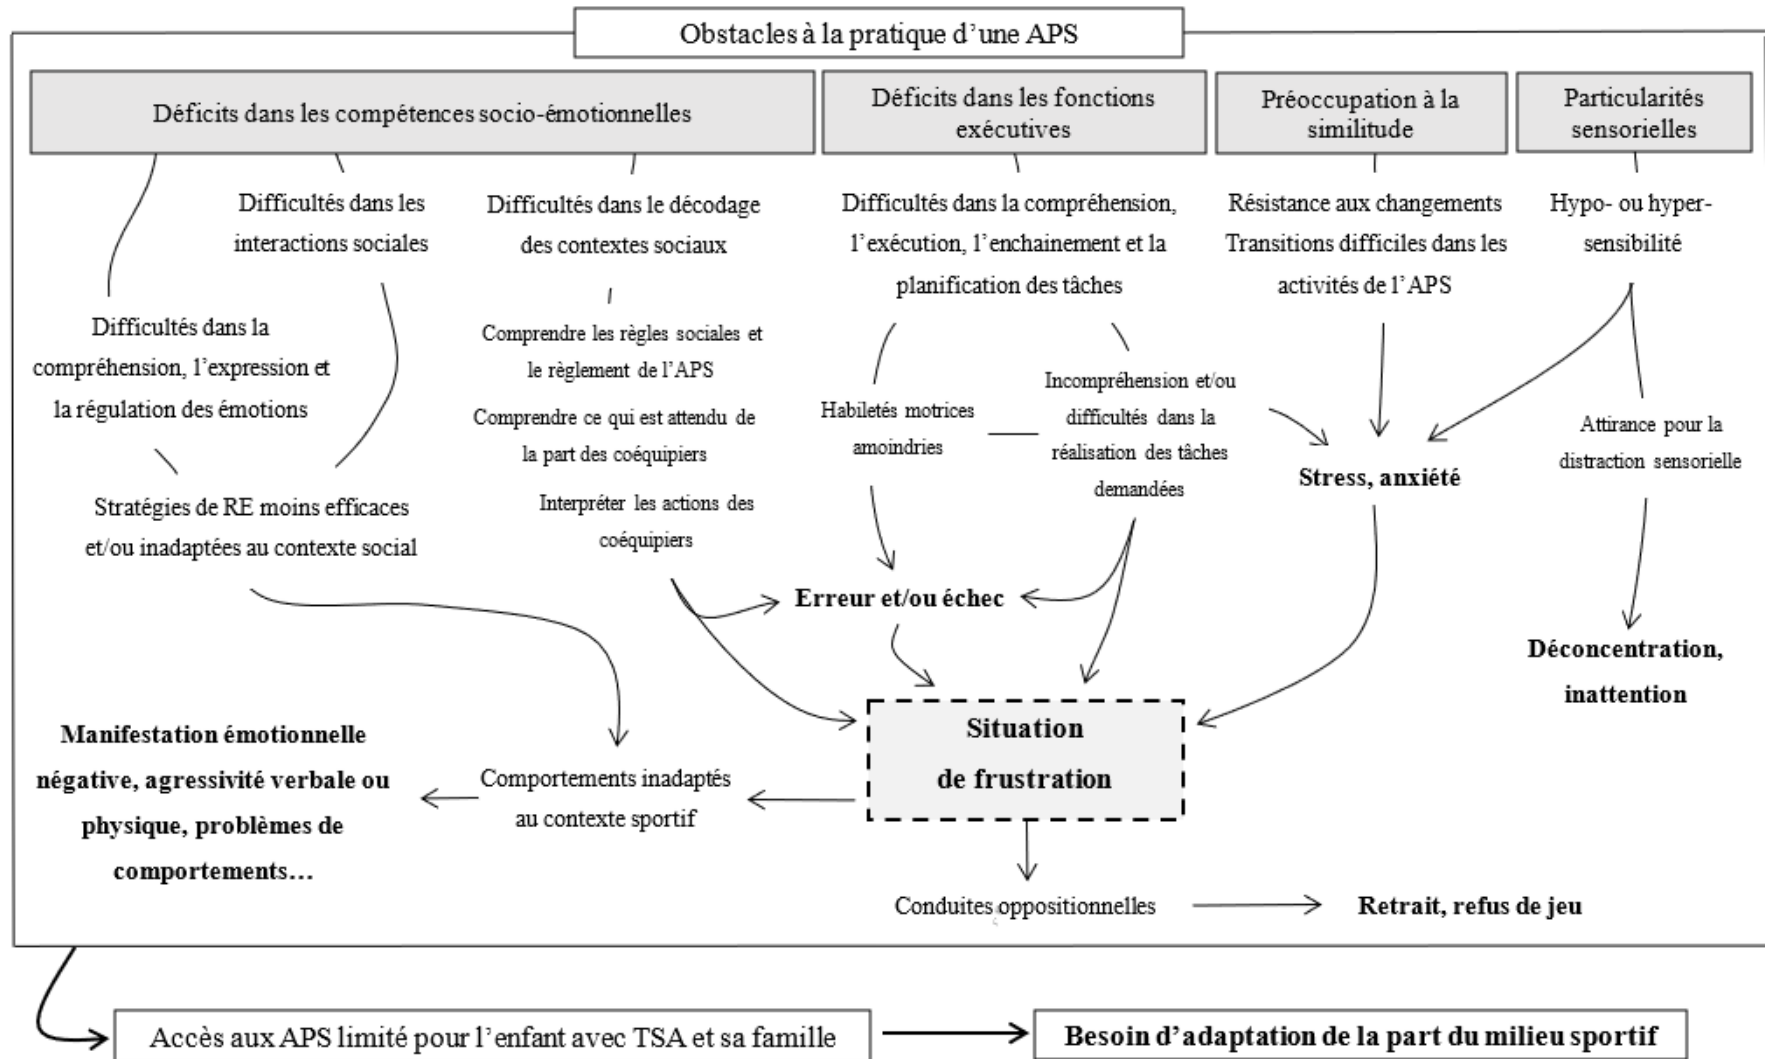 Obstacles à la pratique d’une APS
Déficits dans les compétences socio-émotionnelles
Déficits dans les fonctions
exécutives
Préoccupation à la
similitude
Particularités
sensorielles
Difficultés dans les
interactions sociales
Difficultés dans le décodage
des contextes sociaux
Difficultés dans la compréhension,
l’exécution, l’enchainement et la
planification des tâches
Résistance aux changements
Transitions difficiles dans les
activités de l’APS
Hypo- ou hyper-
sensibilité
Difficultés dans la
compréhension, l’expression et
la régulation des émotions
Comprendre les règles sociales et
le règlement de l’APS
Comprendre ce qui est attendu de
la part des coéquipiers
Interpréter les actions des
coéquipiers
Habiletés motrices
amoindries
Incompréhension et/ou
difficultés dans la
réalisation des tâches
demandées
Stress, anxiété
Attirance pour la
distraction sensorielle
Stratégies de RE moins efficaces
et/ou inadaptées au contexte social
Erreur et/ou échec
Déconcentration,
inattention
Situation
de frustration
Manifestation émotionnelle
négative, agressivité verbale ou
physique, problèmes de
comportements…
Comportements inadaptés
au contexte sportif
Conduites oppositionnelles
Retrait, refus de jeu
Accès aux APS limité pour l’enfant avec TSA et sa famille
Besoin d’adaptation de la part du milieu sportif